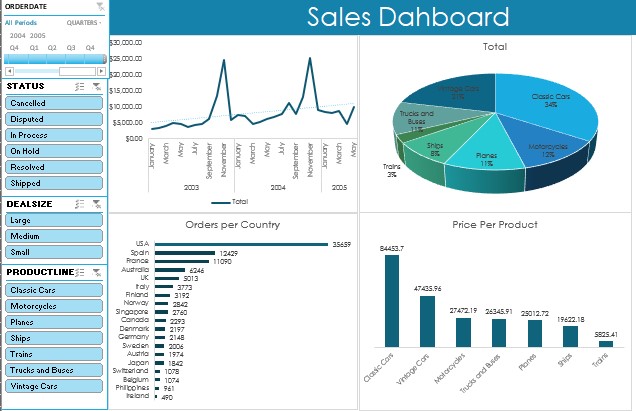 ORDERDATE
All Periods QUARTERS
2004 2005
Q4 Q1 Q2 Q3 Q4
STATUS
Cancelled
Disputed
In Process
On Hold
Resolved
Shipped
DEALSIZE
Large
Medium
Small
PRODUCTLINE
Classic Cars
Motorcycles
Planes
Ships
Trains
Trucks and Buses
Vintage Cars
Sales Dahboard
$30,000.00
$25,000.00
$20,000.00
$15,000.00
$10,000.00
$5,000.00
$0.00
January
March
May
July
September
November
January
March
May
July
September
November
January
March
May
2003
2004
2005
Total
Total
Vintage Cars
Classic Cars
34%
Trucks and
Buses
11%
Ships
8%
Planes
11%
Motorcycles
12%
Trains
3%
Orders per Country
USA 35659
Spain 12429
France 11090
Australia 6246
UK 5013
Italy 3773
Finland 3192
Norway 2842
Singapore 2760
Canada 2293
Denmark 2197
Germany 2148
Sweden 2006
Austria 1974
Japan 1842
Switzerland 1078
Belgium 1074
Philippines 961
Ireland 490
Price Per Product
84453.7
47435.96
27472.19
26345.91
25012.72
19622.18
5825.41
Classic Cars
Vintage Cars
Motorcycles
Trucks and Buses
Planes
Ships
Trains